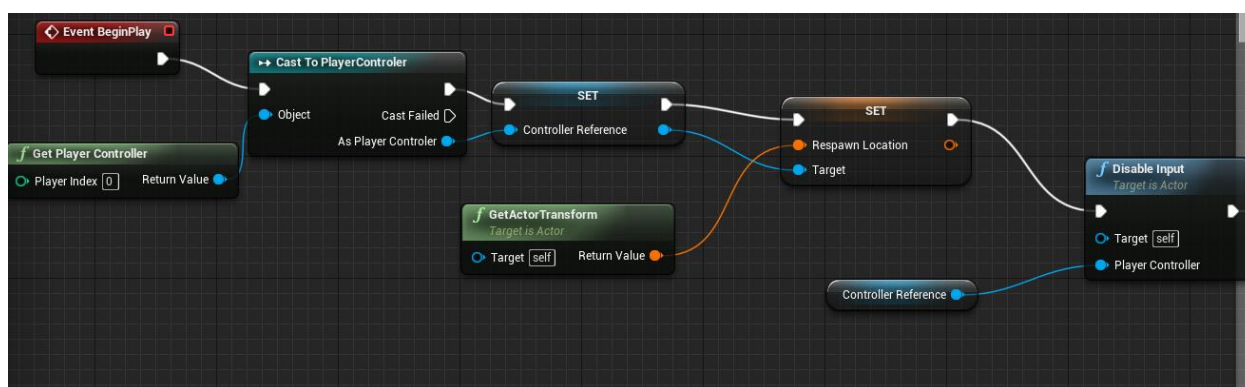 Event BeginPlay
Cast To PlayerControler
Object
Cast Failed
As Player Controler
SET
Controller Reference
SET
Respawn Location
Target
f Get Player Controller
Player Index 0 Return Value
f GetActorTransform
Target is Actor
Target self Return Value
f Disable Input
Target is Actor
Target self
Player Controller
Controller Reference